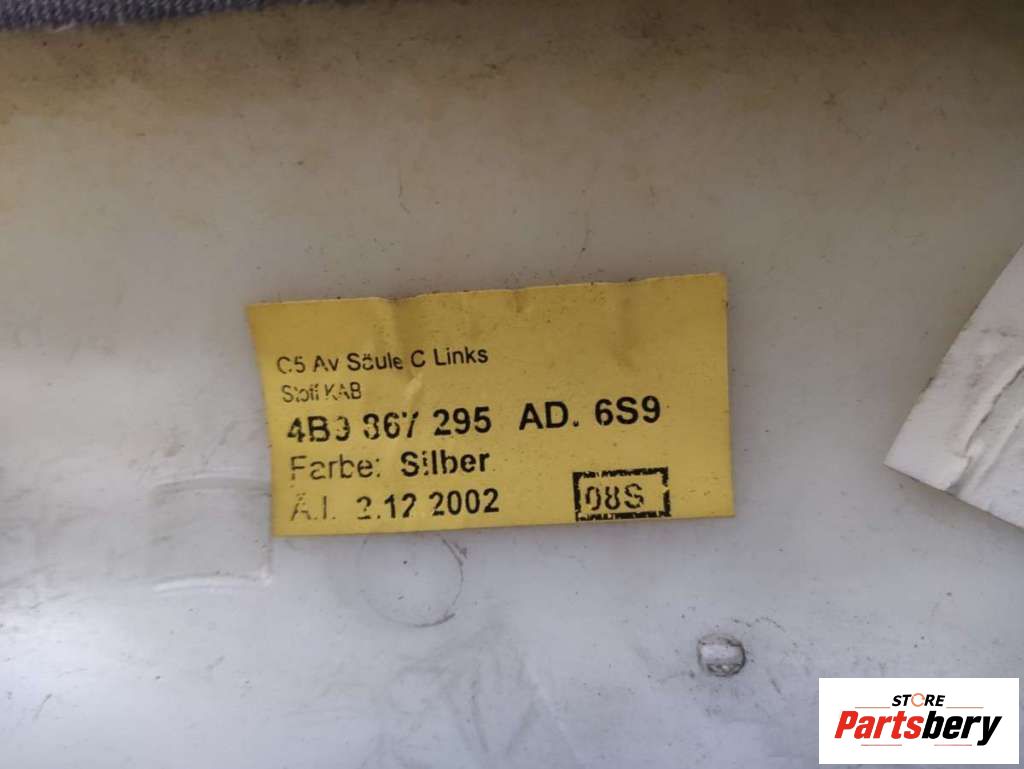 C5 Av Säule C Links
Stoff KAB
4B9 867 295 AD. 6S9
Farbe: Silber
A.I. 2.12.2002
08S
STORE
Partsbery